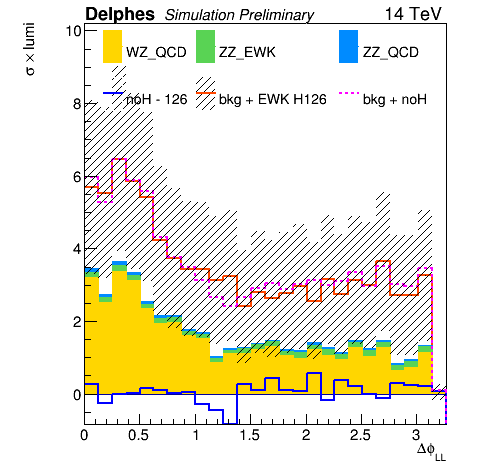 Delphes Simulation Preliminary 14 TeV
σ × lumi
WZ_QCD ZZ_EWK ZZ_QCD
noH - 126 bkg + EWK H126 bkg + noH
10
8
6
4
2
0
0 0.5 1 1.5 2 2.5 3
Δϕ_LL